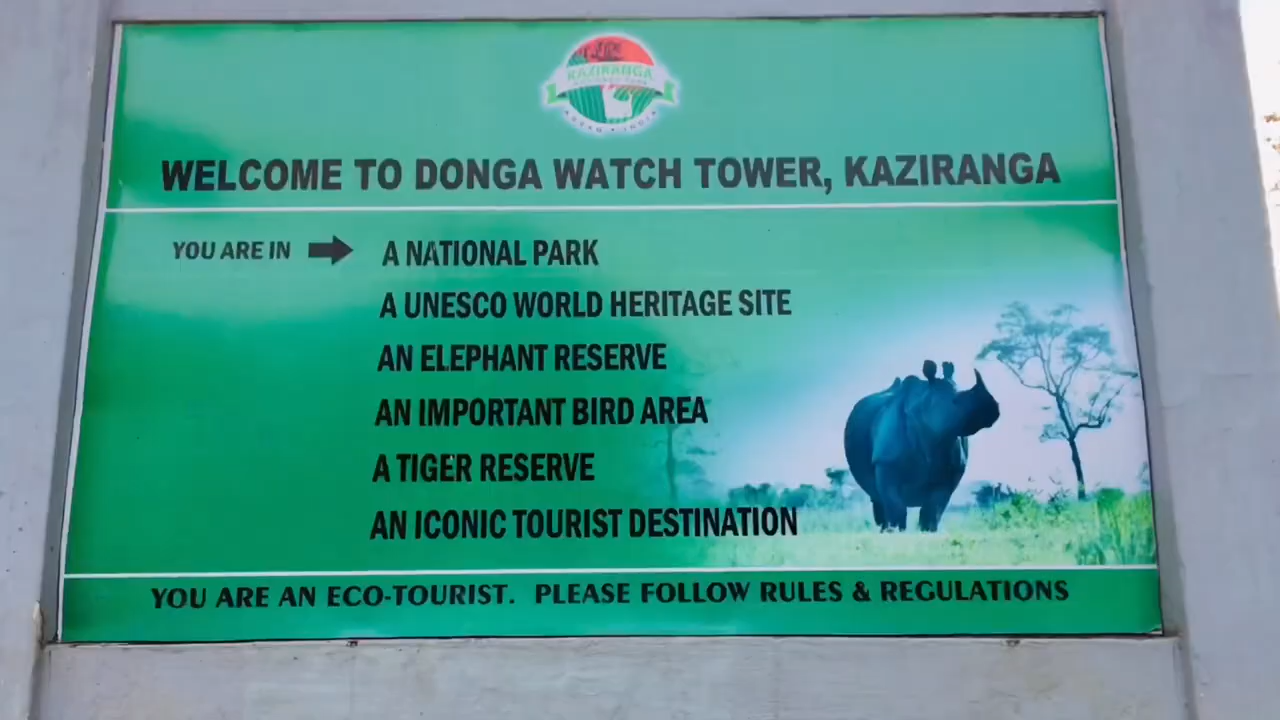 KAZIRANGA
WELCOME TO DONGA WATCH TOWER, KAZIRANGA
YOU ARE IN A NATIONAL PARK
A UNESCO WORLD HERITAGE SITE
AN ELEPHANT RESERVE
AN IMPORTANT BIRD AREA
A TIGER RESERVE
AN ICONIC TOURIST DESTINATION
YOU ARE AN ECO-TOURIST. PLEASE FOLLOW RULES & REGULATIONS